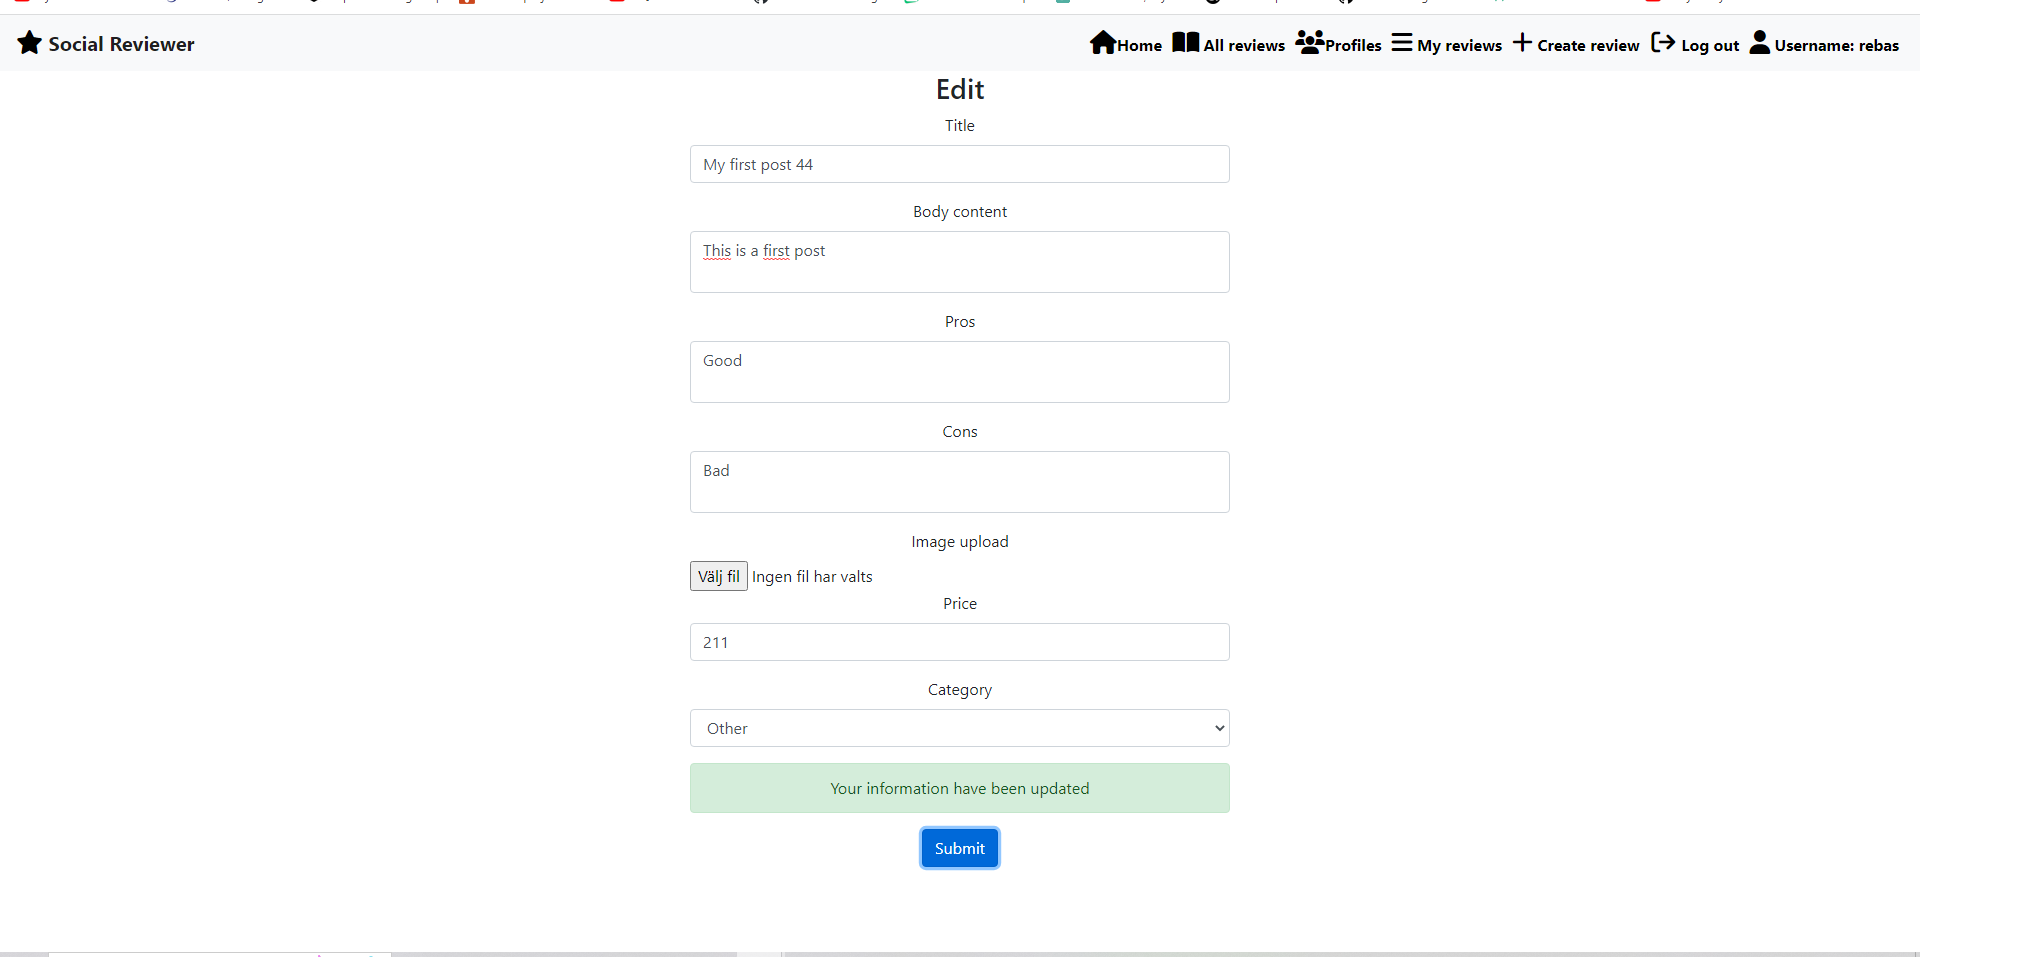 Social Reviewer
Home All reviews Profiles My reviews Create review Log out Username: rebas
Edit
Title
My first post 44
Body content
This is a first post
Pros
Good
Cons
Bad
Image upload
Välj fil Ingen fil har valts
Price
211
Category
Other
Your information have been updated
Submit